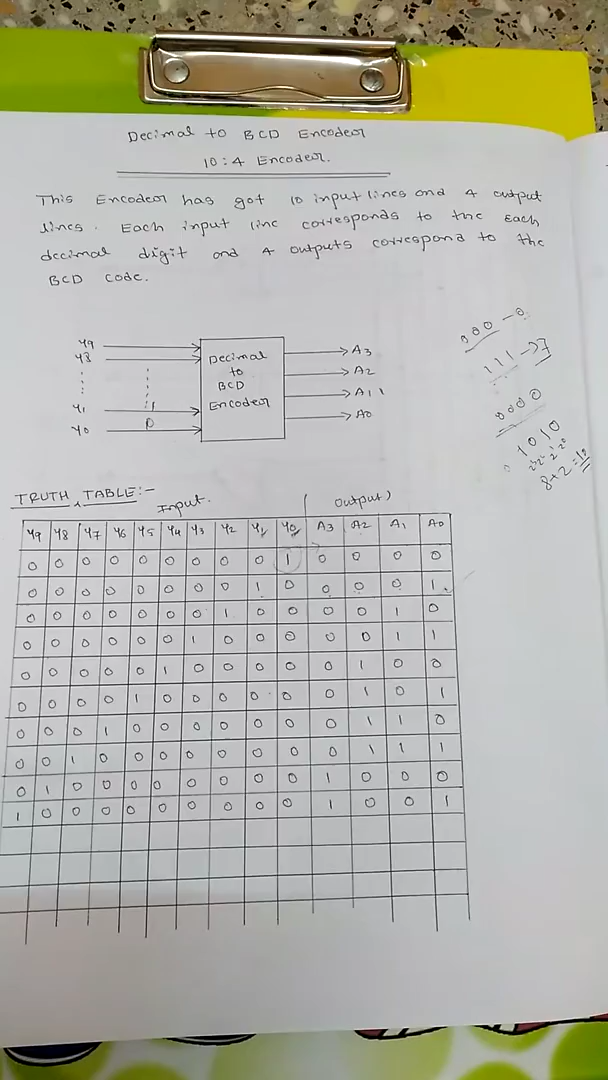 Decimal to BCD Encoder
10:4 Encoder.
This Encoder has got 10 input lines and 4 output
lines. Each input line corresponds to the each
decimal digit and 4 outputs correspond to the
BCD code.
Y9
Y8
Y1
Y0
1
0
Decimal
to
BCD
Encoder
A3
A2
A1 1
A0
000-0
111->7
0000
1010
8+2=10
TRUTH TABLE:-
Input. (Output)
Y9 Y8 Y7 Y6 Y5 Y4 Y3 Y2 Y1 Y0 A3 A2 A1 A0
0 0 0 0 0 0 0 0 0 1 0 0 0 0
0 0 0 0 0 0 0 0 1 0 0 0 0 1
0 0 0 0 0 0 0 1 0 0 0 0 1 0
0 0 0 0 0 0 1 0 0 0 0 0 1 1
0 0 0 0 0 1 0 0 0 0 0 1 0 0
0 0 0 0 1 0 0 0 0 0 0 1 0 1
0 0 0 1 0 0 0 0 0 0 0 1 1 0
0 0 1 0 0 0 0 0 0 0 0 1 1 1
0 1 0 0 0 0 0 0 0 0 1 0 0 0
1 0 0 0 0 0 0 0 0 0 1 0 0 1